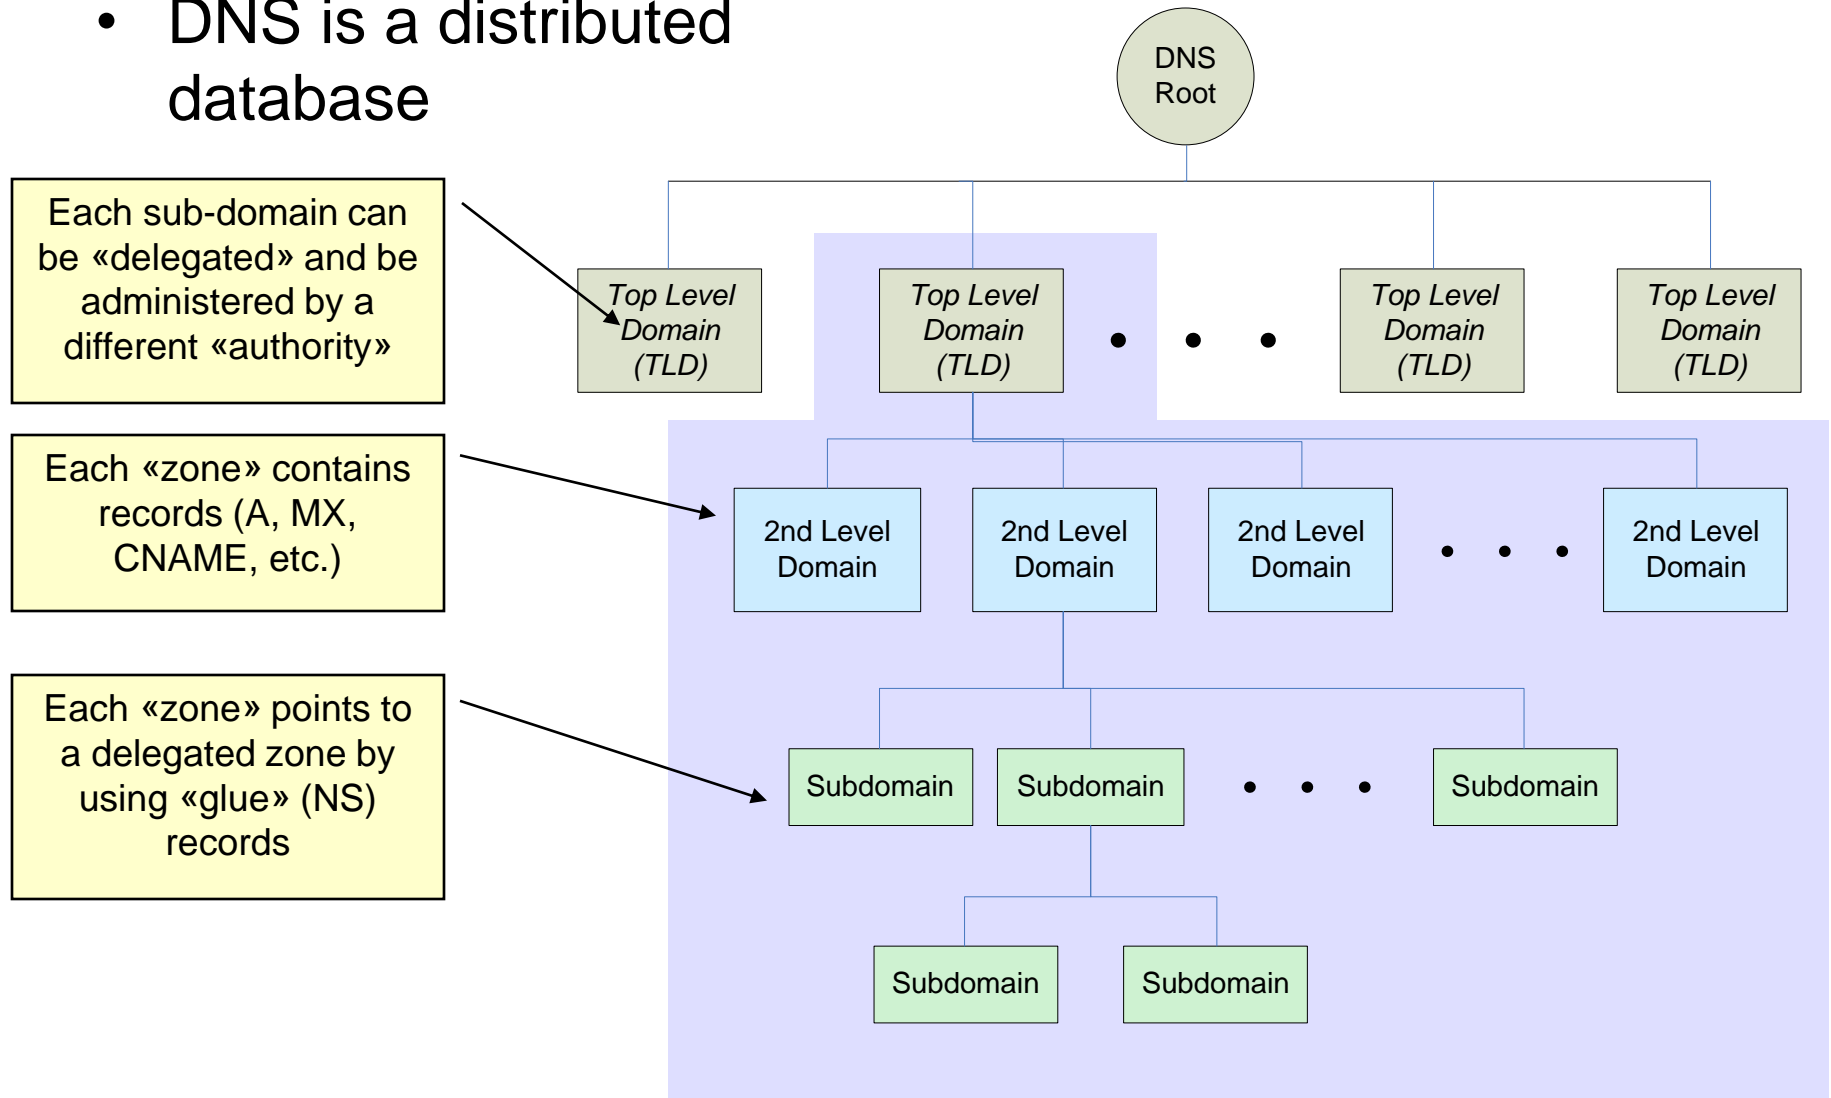 • DNS is a distributed
database
DNS
Root
Each sub-domain can
be «delegated» and be
administered by a
different «authority»
Top Level
Domain
(TLD)
Top Level
Domain
(TLD)
• • •
Top Level
Domain
(TLD)
Top Level
Domain
(TLD)
Each «zone» contains
records (A, MX,
CNAME, etc.)
2nd Level
Domain
2nd Level
Domain
2nd Level
Domain
• • •
2nd Level
Domain
Each «zone» points to
a delegated zone by
using «glue» (NS)
records
Subdomain
Subdomain
• • •
Subdomain
Subdomain
Subdomain